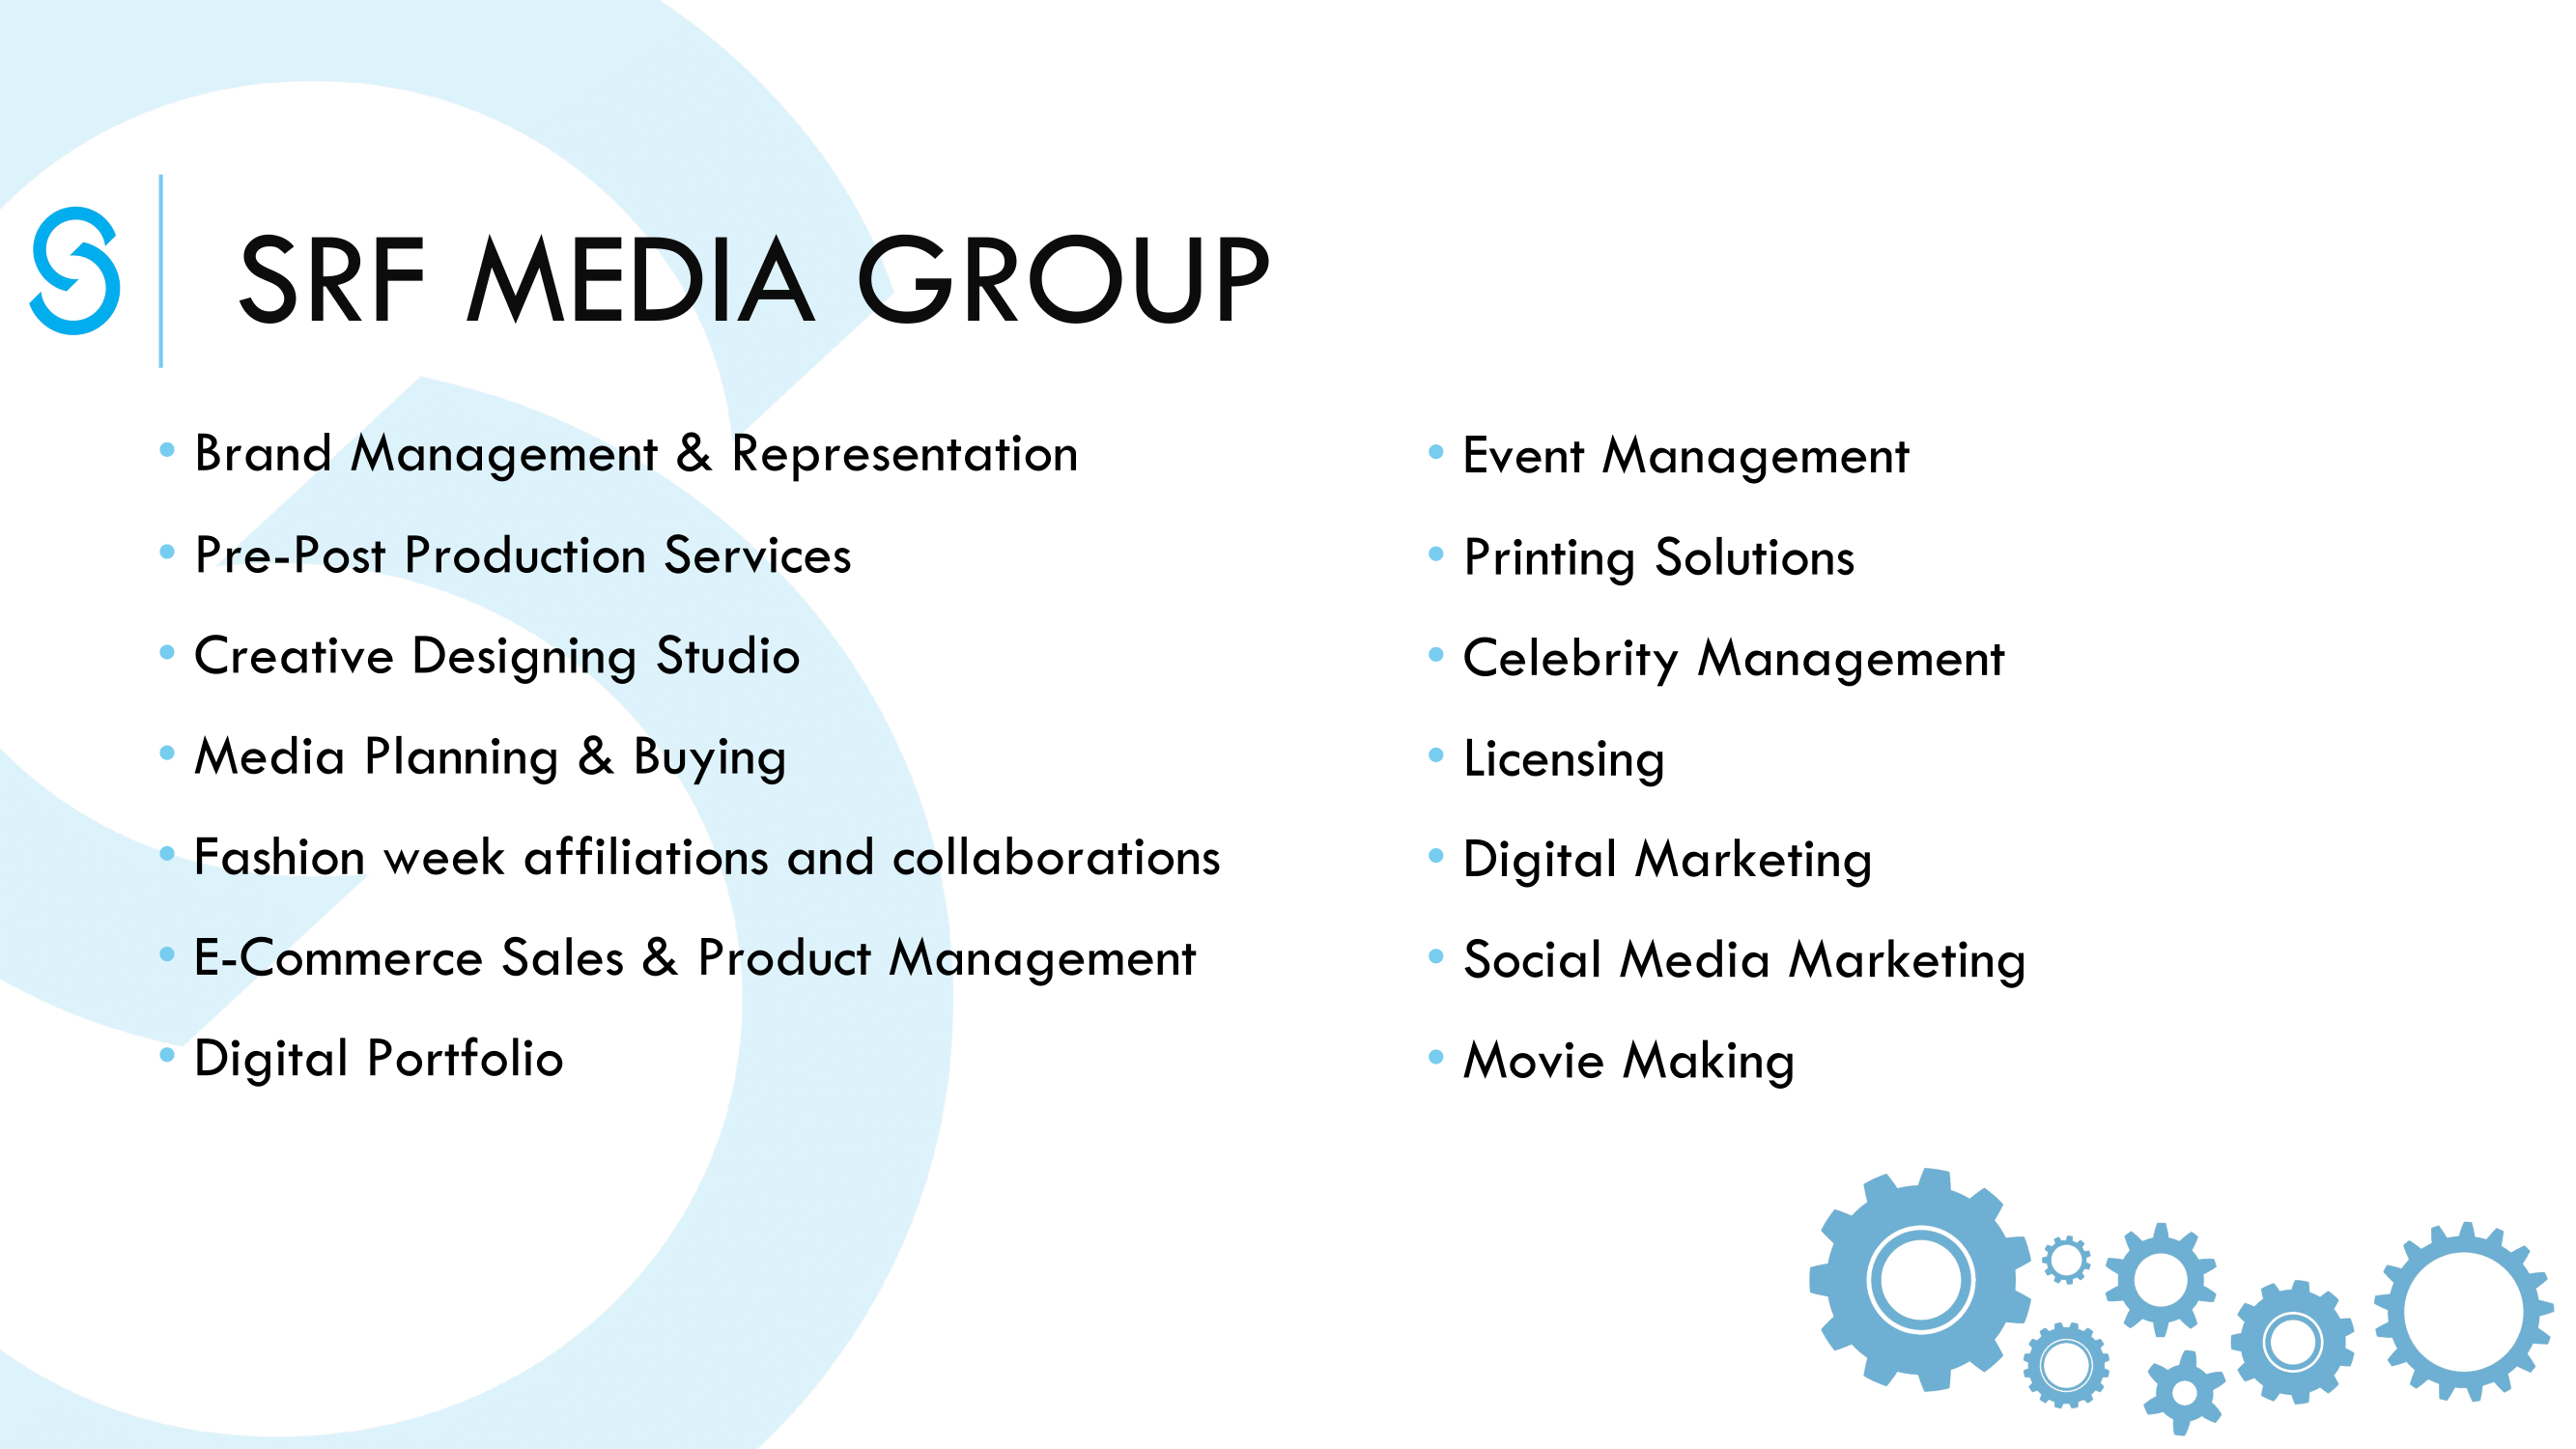 SRF MEDIA GROUP
• Brand Management & Representation
• Pre-Post Production Services
• Creative Designing Studio
• Media Planning & Buying
• Fashion week affiliations and collaborations
• E-Commerce Sales & Product Management
• Digital Portfolio
• Event Management
• Printing Solutions
• Celebrity Management
• Licensing
• Digital Marketing
• Social Media Marketing
• Movie Making